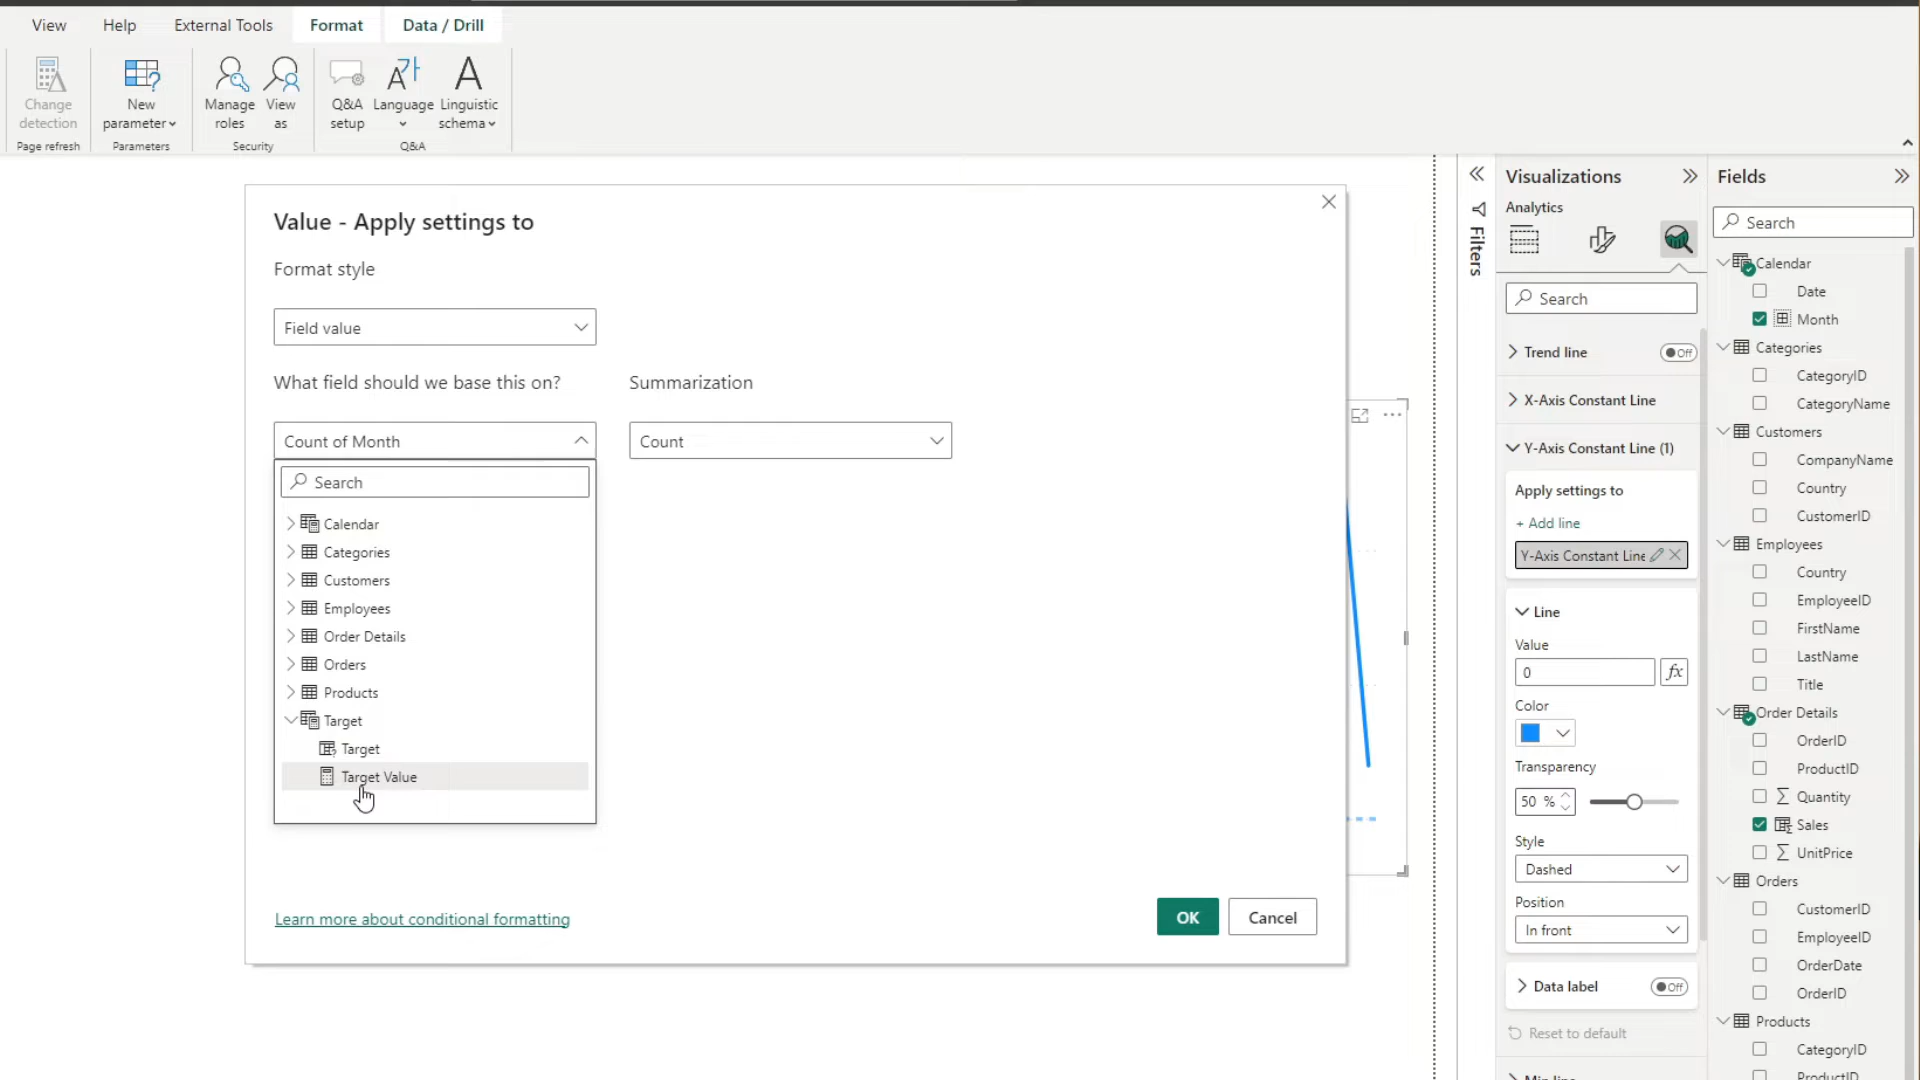 View Help External Tools Format Data / Drill
Change detection
New parameter
Manage roles
View as
Q&A setup
Language
Linguistic schema
Page refresh Parameters Security Q&A
Value - Apply settings to
Format style
Field value
What field should we base this on? Summarization
Count of Month Count
Search
Calendar
Categories
Customers
Employees
Order Details
Orders
Products
Target
Target
Target Value
Learn more about conditional formatting
OK Cancel
Filters
Visualizations
Analytics
Search
Trend line Off
X-Axis Constant Line
Y-Axis Constant Line (1)
Apply settings to
+ Add line
Y-Axis Constant Line
Line
Value
0 fx
Color
Transparency
50 %
Style
Dashed
Position
In front
Data label Off
Reset to default
Min line
Fields
Search
Calendar
Date
Month
Categories
CategoryID
CategoryName
Customers
CompanyName
Country
CustomerID
Employees
Country
EmployeeID
FirstName
LastName
Title
Order Details
OrderID
ProductID
Σ Quantity
Sales
Σ UnitPrice
Orders
CustomerID
EmployeeID
OrderDate
OrderID
Products
CategoryID
ProductID